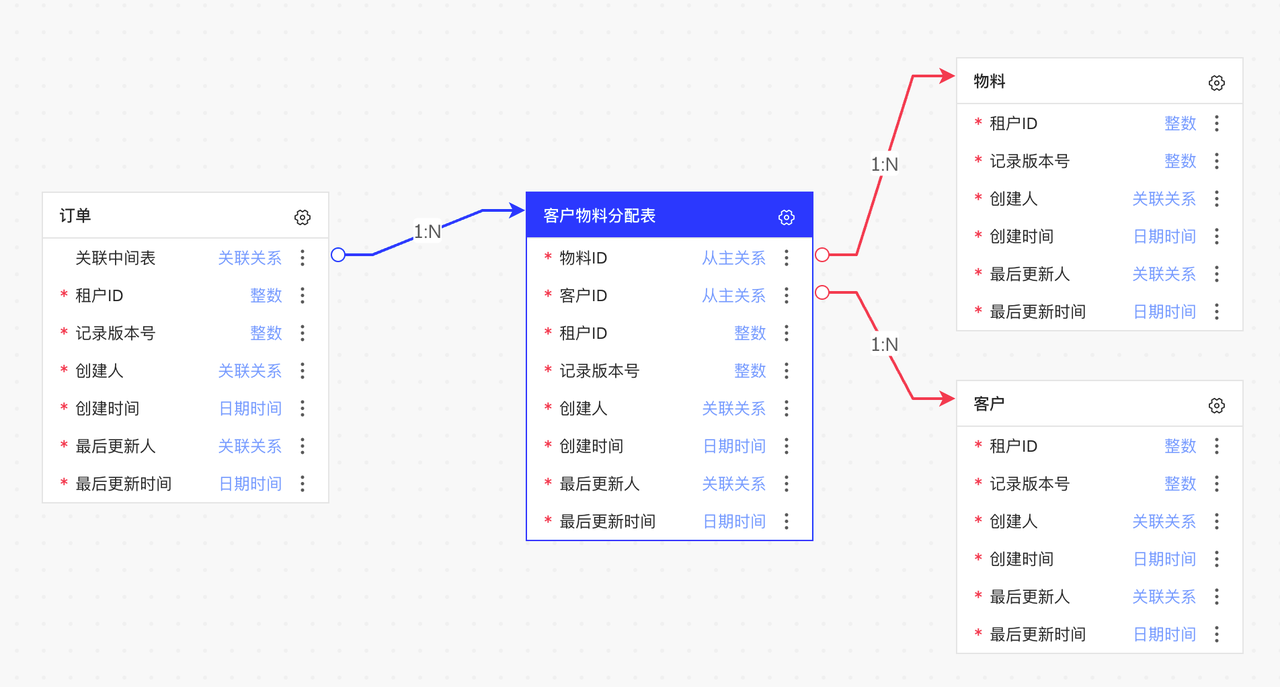 订单
关联中间表 关联关系
* 租户ID 整数
* 记录版本号 整数
* 创建人 关联关系
* 创建时间 日期时间
* 最后更新人 关联关系
* 最后更新时间 日期时间
1:N
客户物料分配表
* 物料ID 从主关系
* 客户ID 从主关系
* 租户ID 整数
* 记录版本号 整数
* 创建人 关联关系
* 创建时间 日期时间
* 最后更新人 关联关系
* 最后更新时间 日期时间
1:N
1:N
物料
* 租户ID 整数
* 记录版本号 整数
* 创建人 关联关系
* 创建时间 日期时间
* 最后更新人 关联关系
* 最后更新时间 日期时间
客户
* 租户ID 整数
* 记录版本号 整数
* 创建人 关联关系
* 创建时间 日期时间
* 最后更新人 关联关系
* 最后更新时间 日期时间